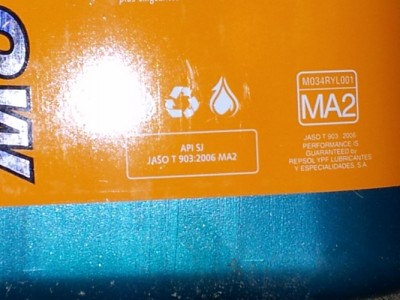 MO
M034RYL001
MA2
API SJ
JASO T 903:2006 MA2
JASO T 903: 2006
PERFORMANCE IS
GUARANTEED by
REPSOL YPF LUBRICANTES
Y ESPECIALIDADES. S.A.